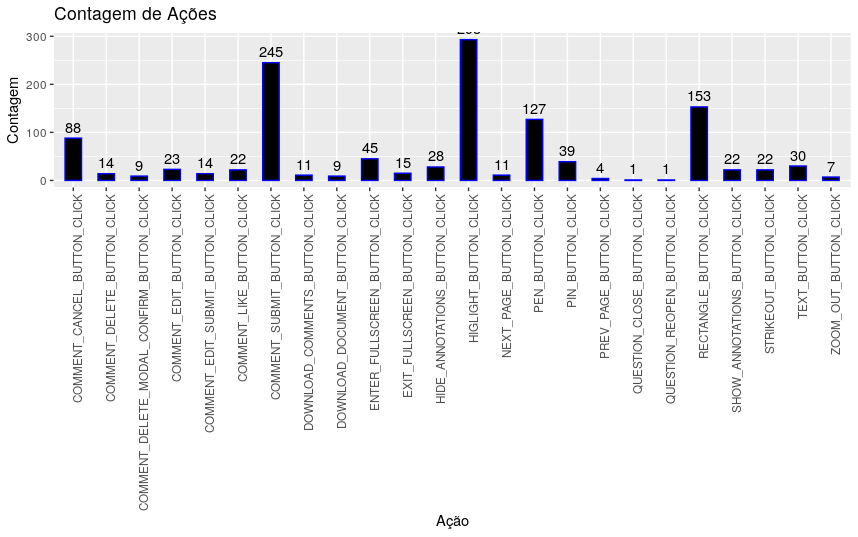 Contagem de Ações
Contagem
300
200
100
0
88
14
9
23
14
22
245
11
9
45
15
28
11
127
39
4
1
1
153
22
22
30
7
COMMENT_CANCEL_BUTTON_CLICK
COMMENT_DELETE_BUTTON_CLICK
COMMENT_DELETE_MODAL_CONFIRM_BUTTON_CLICK
COMMENT_EDIT_BUTTON_CLICK
COMMENT_EDIT_SUBMIT_BUTTON_CLICK
COMMENT_LIKE_BUTTON_CLICK
COMMENT_SUBMIT_BUTTON_CLICK
DOWNLOAD_COMMENTS_BUTTON_CLICK
DOWNLOAD_DOCUMENT_BUTTON_CLICK
ENTER_FULLSCREEN_BUTTON_CLICK
EXIT_FULLSCREEN_BUTTON_CLICK
HIDE_ANNOTATIONS_BUTTON_CLICK
HIGLIGHT_BUTTON_CLICK
NEXT_PAGE_BUTTON_CLICK
PEN_BUTTON_CLICK
PIN_BUTTON_CLICK
PREV_PAGE_BUTTON_CLICK
QUESTION_CLOSE_BUTTON_CLICK
QUESTION_REOPEN_BUTTON_CLICK
RECTANGLE_BUTTON_CLICK
SHOW_ANNOTATIONS_BUTTON_CLICK
STRIKEOUT_BUTTON_CLICK
TEXT_BUTTON_CLICK
ZOOM_OUT_BUTTON_CLICK
Ação